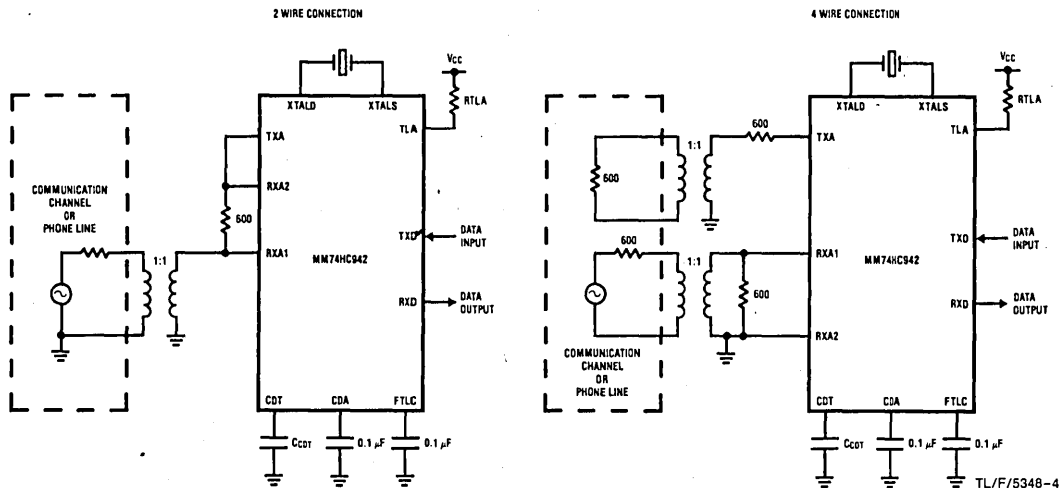 2 WIRE CONNECTION
XTALD
XTALS
VCC
RTLA
TLA
TXA
RXA2
600
RXA1
COMMUNICATION
CHANNEL
OR
PHONE LINE
1:1
TXD
DATA
INPUT
MM74HC942
RXD
DATA
OUTPUT
CDT
CDA
FTLC
CCDT
0.1 µF
0.1 µF
4 WIRE CONNECTION
XTALD
XTALS
VCC
RTLA
TLA
600
1:1
TXA
600
600
1:1
RXA1
600
RXA2
COMMUNICATION
CHANNEL
OR
PHONE LINE
TXD
DATA
INPUT
MM74HC942
RXD
DATA
OUTPUT
CDT
CDA
FTLC
CCDT
0.1 µF
0.1 µF
TL/F/5348-4